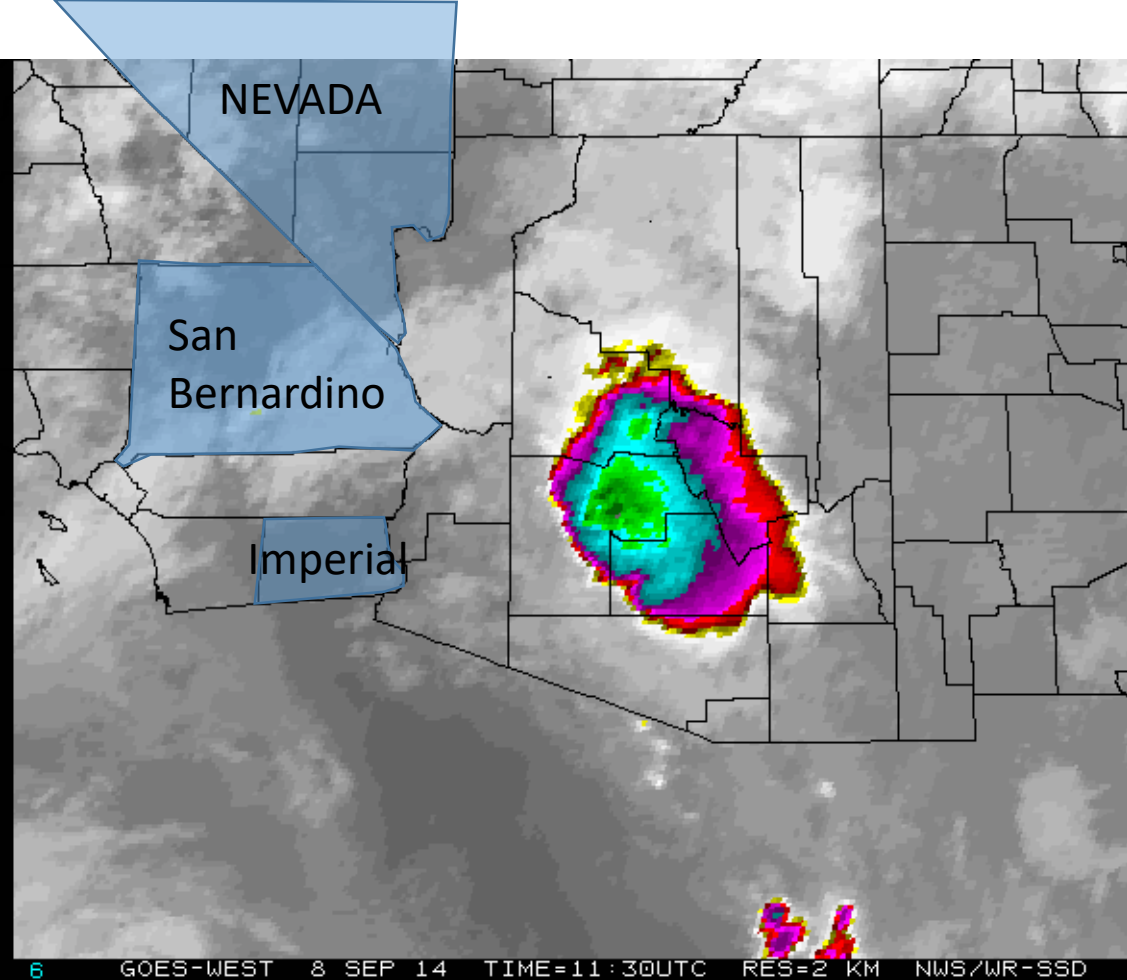 NEVADA
San
Bernardino
Imperial
6 GOES-WEST 8 SEP 14 TIME=11:30UTC RES=2 KM NWS/WR-SSD